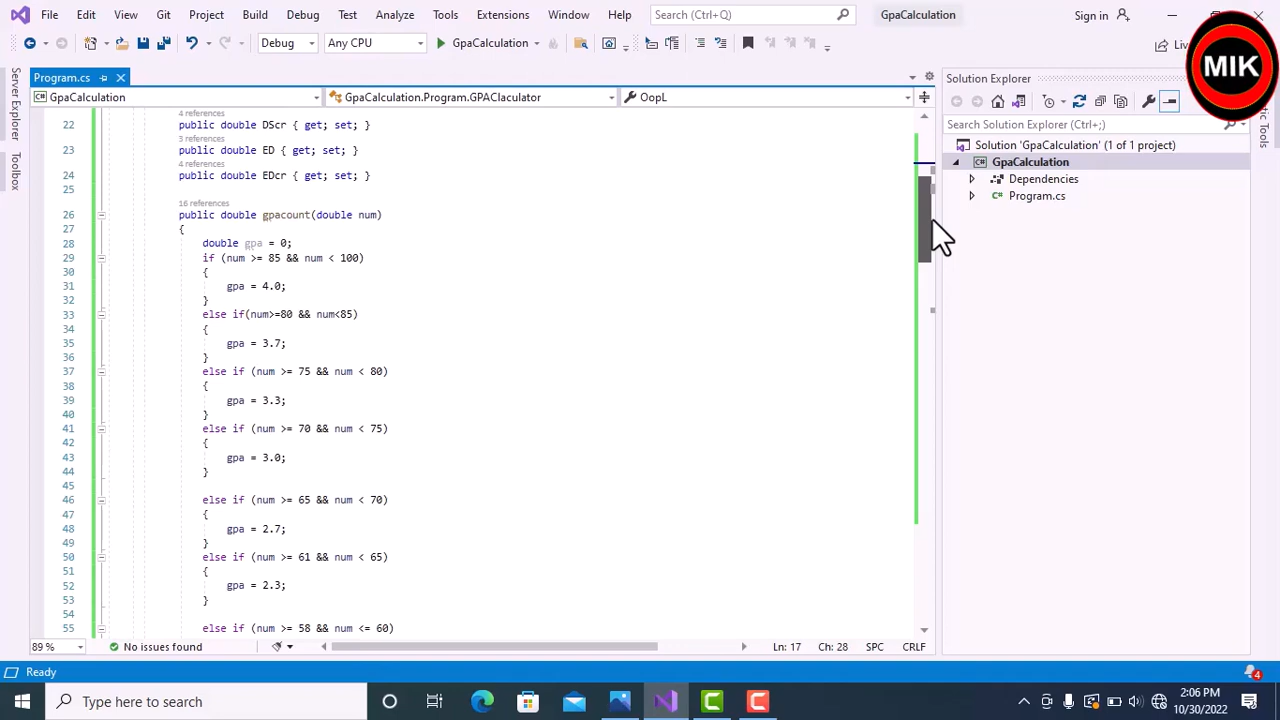 File Edit View Git Project Build Debug Test Analyze Tools Extensions Window Help Search (Ctrl+Q) GpaCalculation Sign in
Debug Any CPU GpaCalculation
MIK
Program.cs
Solution Explorer
GpaCalculation GpaCalculation.Program.GPAClaculator OopL
Search Solution Explorer (Ctrl+;)
Solution 'GpaCalculation' (1 of 1 project)
GpaCalculation
Dependencies
Program.cs
Server Explorer
Toolbox
4 references
22 public double DScr { get; set; }
3 references
23 public double ED { get; set; }
4 references
24 public double EDcr { get; set; }
25
16 references
26 public double gpacount(double num)
27 {
28 double gpa = 0;
29 if (num >= 85 && num < 100)
30 {
31 gpa = 4.0;
32 }
33 else if(num>=80 && num<85)
34 {
35 gpa = 3.7;
36 }
37 else if (num >= 75 && num < 80)
38 {
39 gpa = 3.3;
40 }
41 else if (num >= 70 && num < 75)
42 {
43 gpa = 3.0;
44 }
45
46 else if (num >= 65 && num < 70)
47 {
48 gpa = 2.7;
49 }
50 else if (num >= 61 && num < 65)
51 {
52 gpa = 2.3;
53 }
54
55 else if (num >= 58 && num <= 60)
89 % No issues found Ln: 17 Ch: 28 SPC CRLF
Ready 4
Type here to search
2:06 PM
10/30/2022